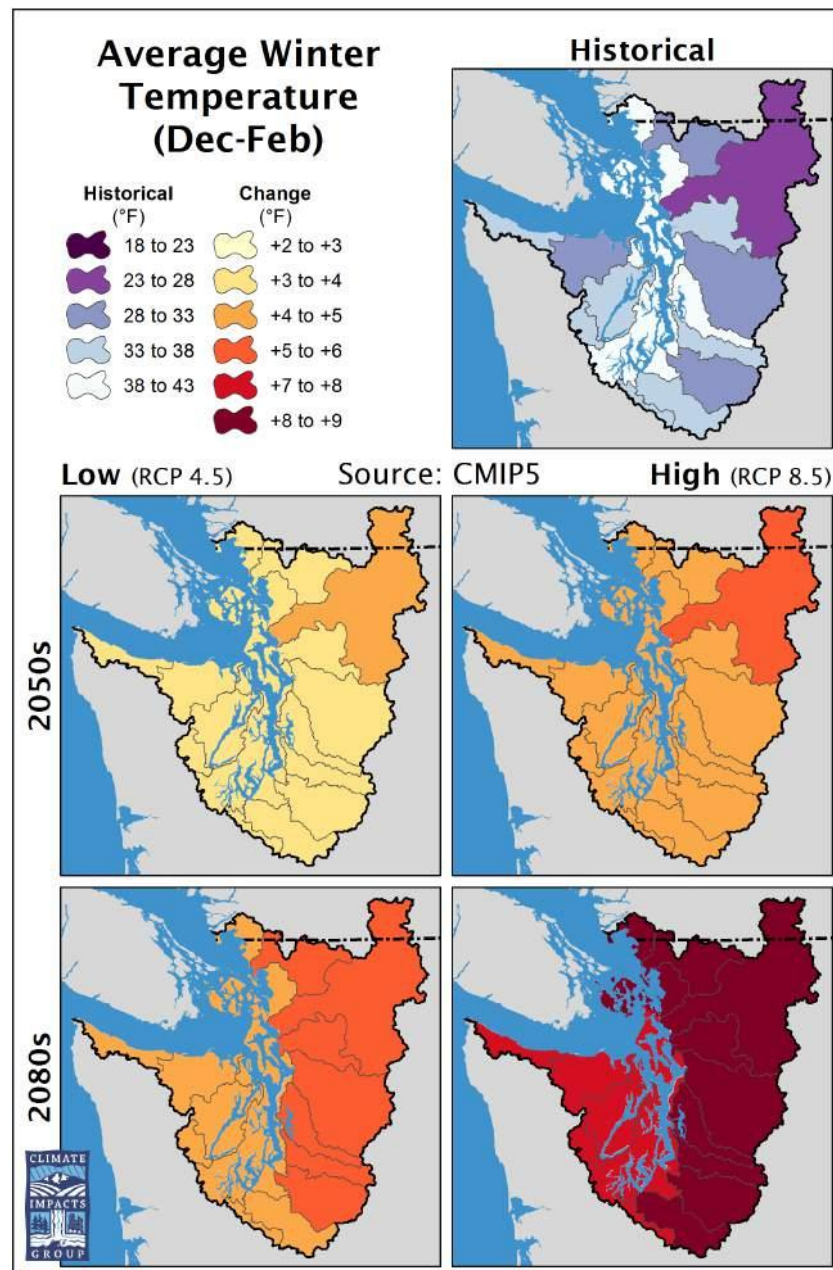 Average Winter
Temperature
(Dec-Feb)
Historical
Historical
(°F)
18 to 23
23 to 28
28 to 33
33 to 38
38 to 43
Change
(°F)
+2 to +3
+3 to +4
+4 to +5
+5 to +6
+7 to +8
+8 to +9
Low (RCP 4.5) Source: CMIP5 High (RCP 8.5)
2050s
2080s
CLIMATE
IMPACTS
GROUP